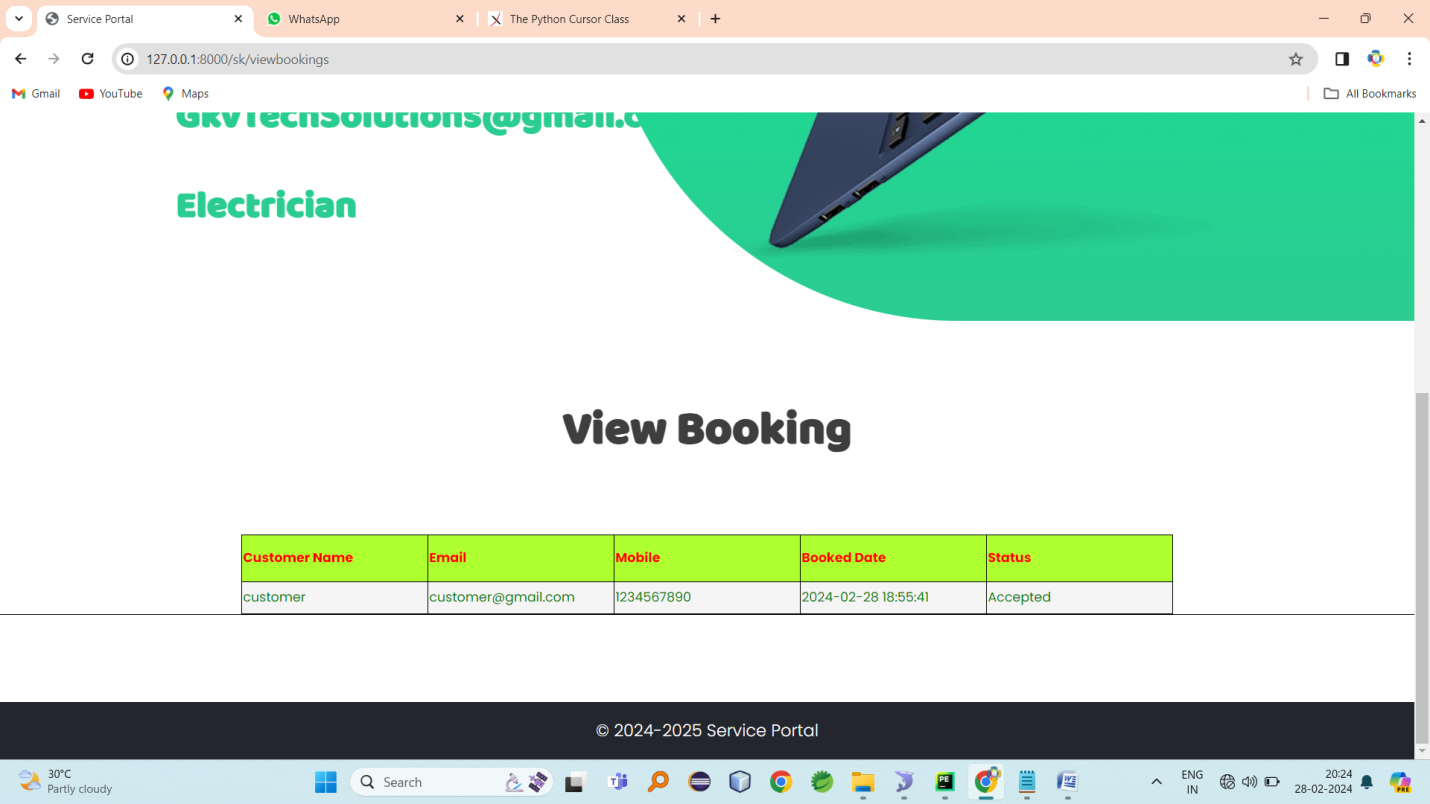 Service Portal
WhatsApp
The Python Cursor Class
127.0.0.1:8000/sk/viewbookings
Gmail
YouTube
Maps
All Bookmarks
GkvTechSolutions@gmail.c
Electrician
View Booking
Customer Name Email Mobile Booked Date Status
customer customer@gmail.com 1234567890 2024-02-28 18:55:41 Accepted
© 2024-2025 Service Portal
30°C
Partly cloudy
Search
ENG
IN
20:24
28-02-2024